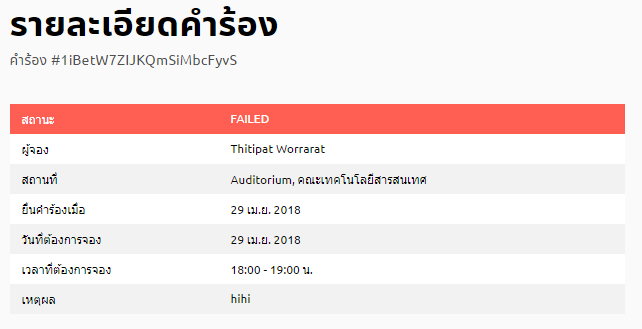 รายละเอียดคำร้อง
คำร้อง #1iBetW7ZIJKQmSiMbcFyvS
สถานะ FAILED
ผู้จอง Thitipat Worrarat
สถานที่ Auditorium, คณะเทคโนโลยีสารสนเทศ
ยื่นคำร้องเมื่อ 29 เม.ย. 2018
วันที่ต้องการจอง 29 เม.ย. 2018
เวลาที่ต้องการจอง 18:00 - 19:00 น.
เหตุผล hihi